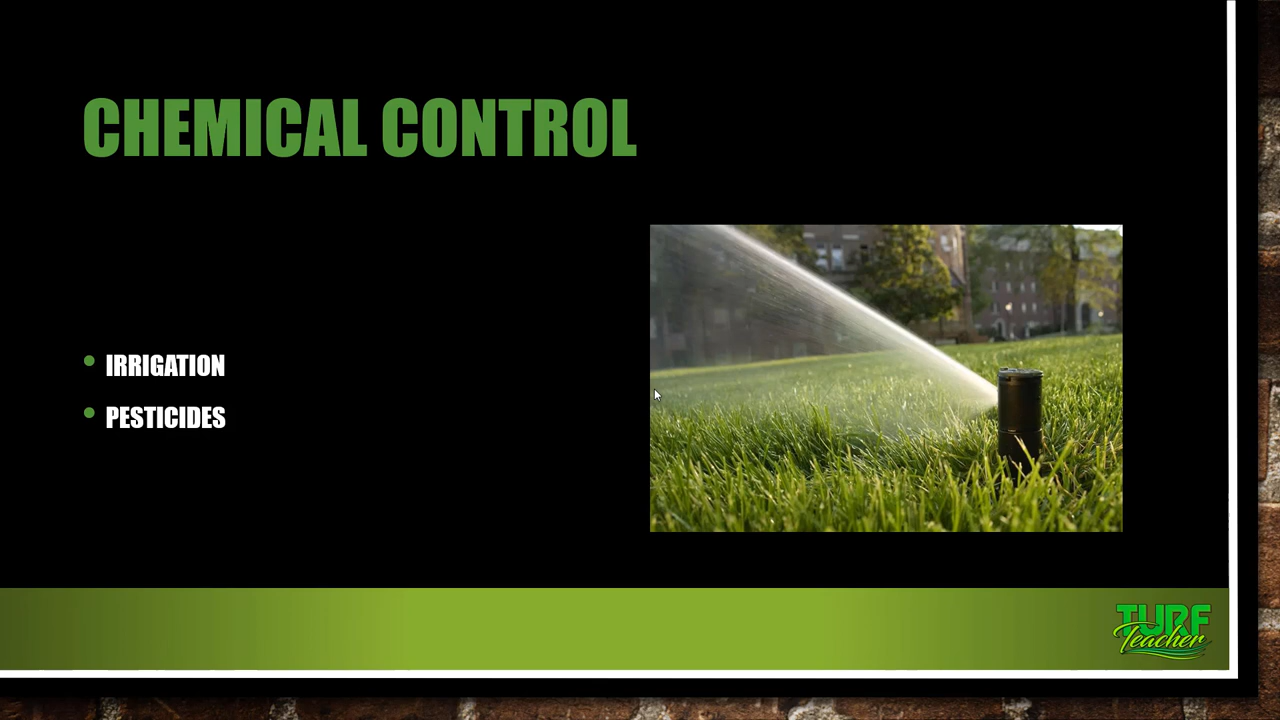 CHEMICAL CONTROL
IRRIGATION
PESTICIDES
TURF
Teacher